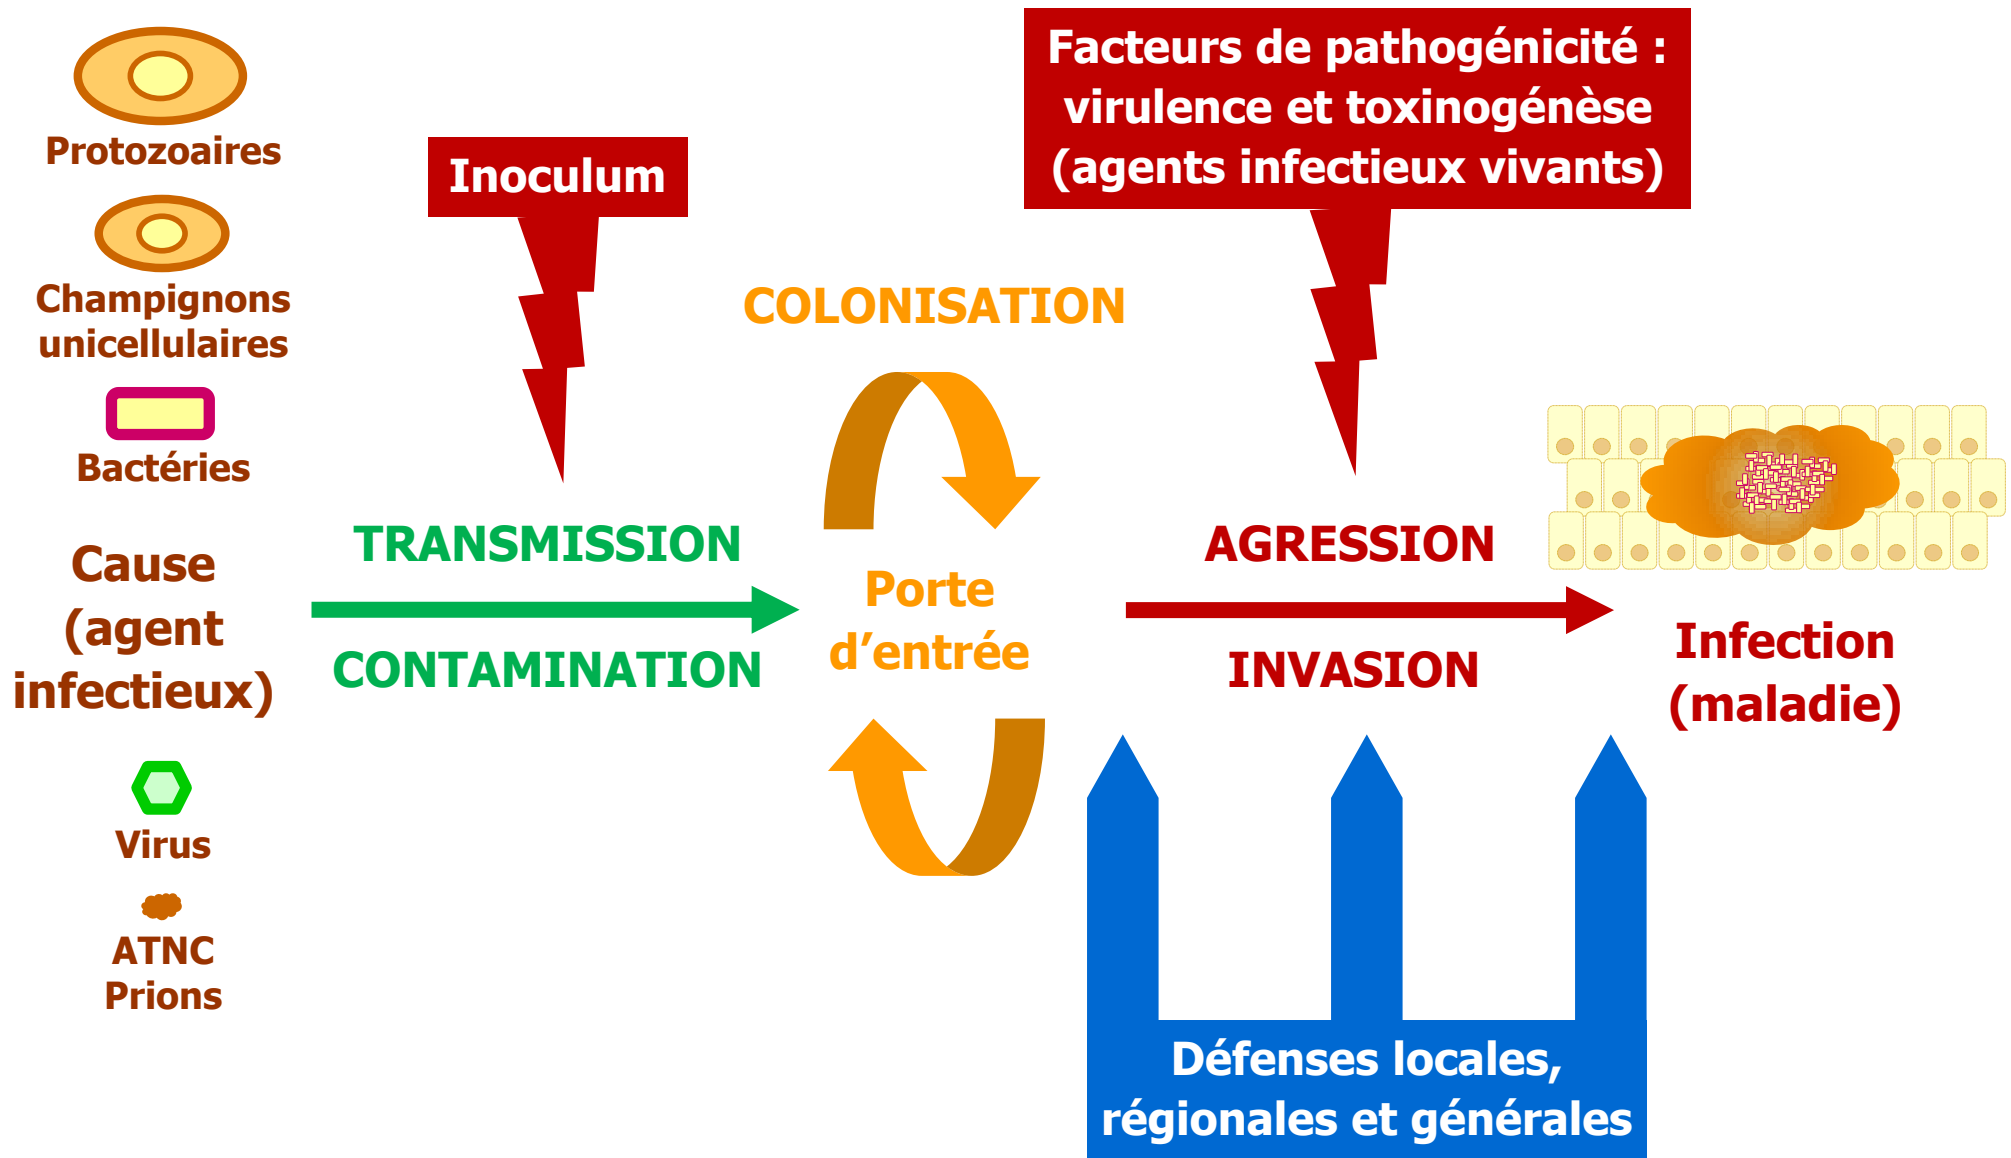 Protozoaires
Champignons
unicellulaires
Bactéries
Cause
(agent
infectieux)
Virus
ATNC
Prions
Inoculum
TRANSMISSION
CONTAMINATION
COLONISATION
Porte
d’entrée
Facteurs de pathogénicité :
virulence et toxinogénèse
(agents infectieux vivants)
AGRESSION
INVASION
Infection
(maladie)
Défenses locales,
régionales et générales